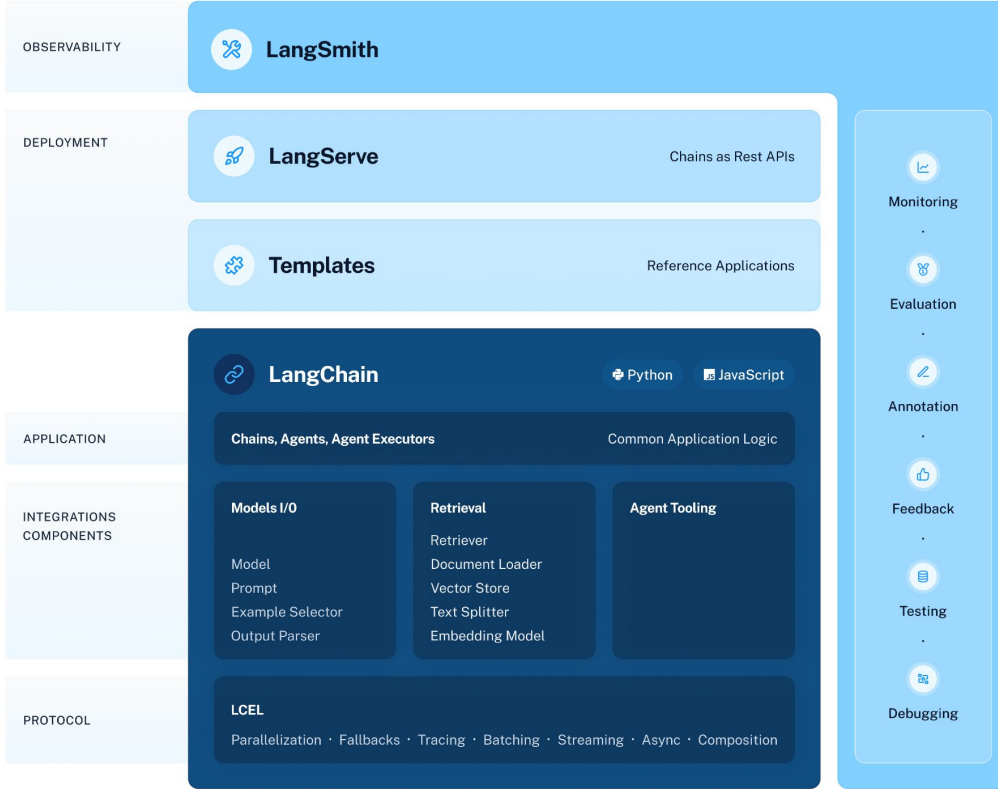 OBSERVABILITY
LangSmith
DEPLOYMENT
LangServe
Chains as Rest APIs
Templates
Reference Applications
LangChain
Python
JS JavaScript
APPLICATION
Chains, Agents, Agent Executors
Common Application Logic
INTEGRATIONS
COMPONENTS
Models I/0
Model
Prompt
Example Selector
Output Parser
Retrieval
Retriever
Document Loader
Vector Store
Text Splitter
Embedding Model
Agent Tooling
PROTOCOL
LCEL
Parallelization · Fallbacks · Tracing · Batching · Streaming · Async · Composition
Monitoring
·
Evaluation
·
Annotation
·
Feedback
·
Testing
·
Debugging